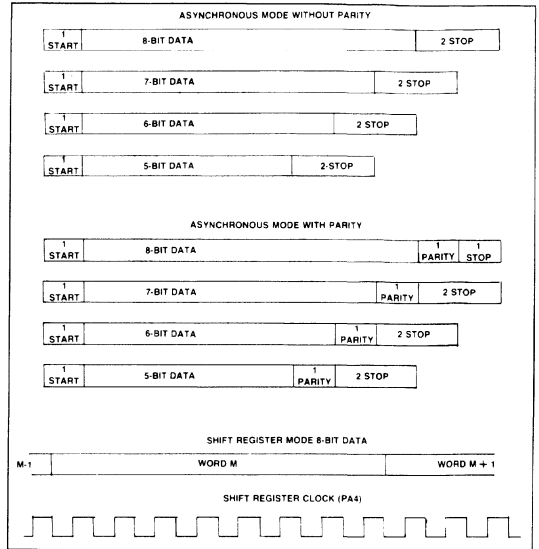 ASYNCHRONOUS MODE WITHOUT PARITY
1 START 8-BIT DATA 2 STOP
1 START 7-BIT DATA 2 STOP
1 START 6-BIT DATA 2 STOP
1 START 5-BIT DATA 2-STOP
ASYNCHRONOUS MODE WITH PARITY
1 START 8-BIT DATA 1 PARITY 1 STOP
1 START 7-BIT DATA 1 PARITY 2 STOP
1 START 6-BIT DATA 1 PARITY 2 STOP
1 START 5-BIT DATA 1 PARITY 2 STOP
SHIFT REGISTER MODE 8-BIT DATA
M-1 WORD M WORD M + 1
SHIFT REGISTER CLOCK (PA4)